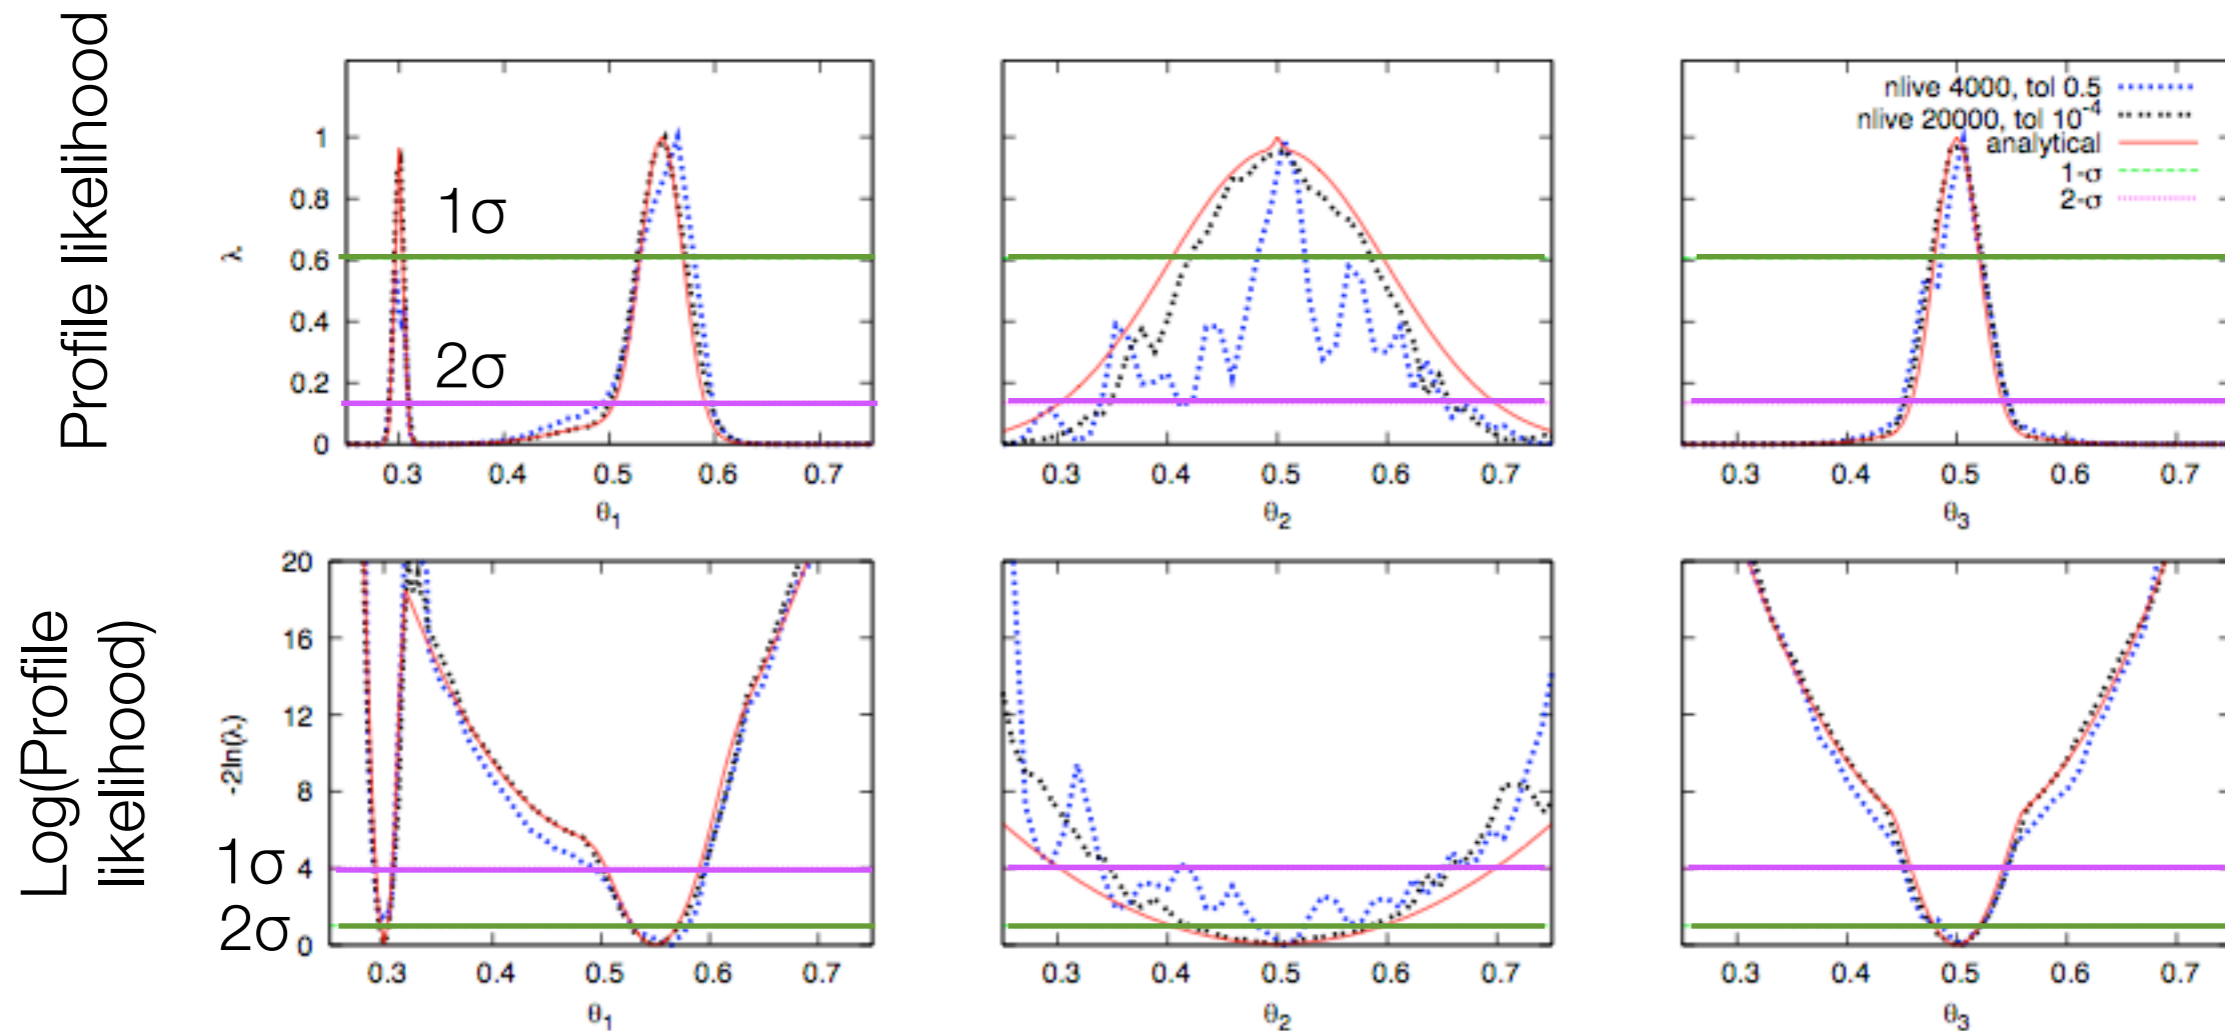 Profile likelihood
λ
1
0.8
0.6
0.4
0.2
0
1σ
2σ
0.3 0.4 0.5 0.6 0.7
θ1
0.3 0.4 0.5 0.6 0.7
θ2
nlive 4000, tol 0.5
nlive 20000, tol 10-4
analytical
1-σ
2-σ
0.3 0.4 0.5 0.6 0.7
θ3
Log(Profile
likelihood)
-2ln(λ)
20
16
12
8
4
0
1σ
2σ
0.3 0.4 0.5 0.6 0.7
θ1
0.3 0.4 0.5 0.6 0.7
θ2
0.3 0.4 0.5 0.6 0.7
θ3